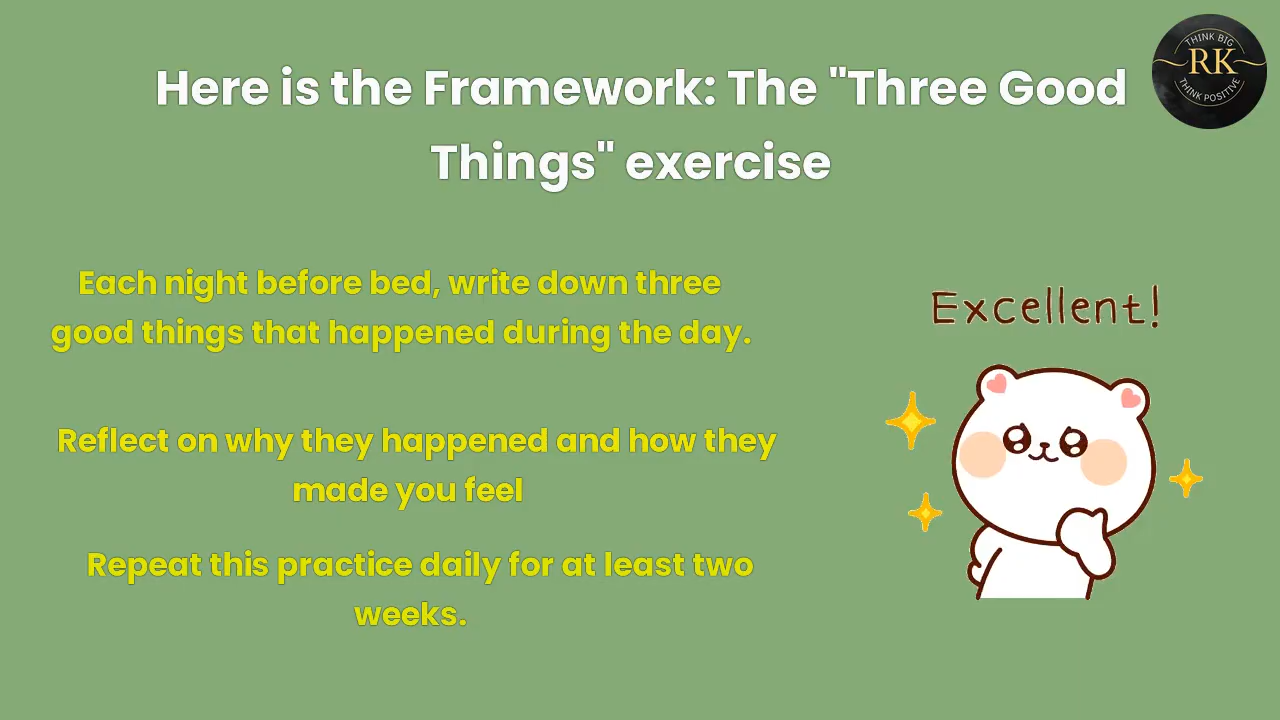 THINK BIG
RK
THINK POSITIVE
Here is the Framework: The "Three Good
Things" exercise
Each night before bed, write down three
good things that happened during the day.
Excellent!
Reflect on why they happened and how they
made you feel
Repeat this practice daily for at least two
weeks.